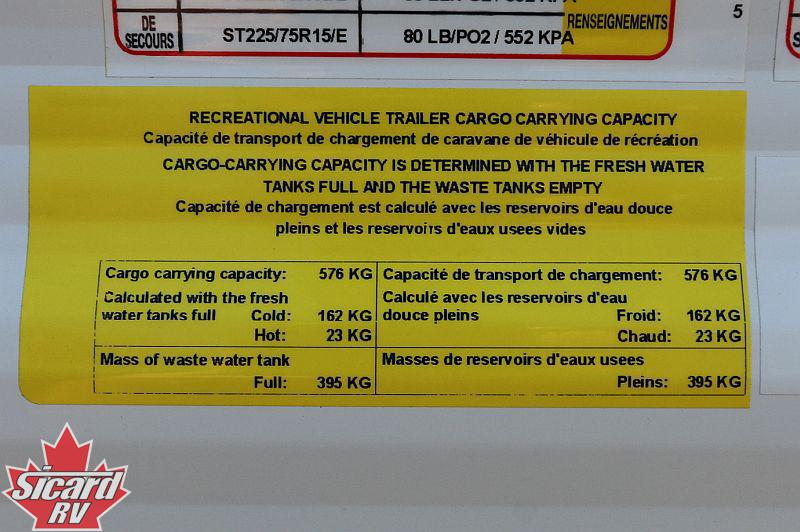 DE
SECOURS
ST225/75R15/E
80 LB/PO2 / 552 KPA
RENSEIGNEMENTS
5
RECREATIONAL VEHICLE TRAILER CARGO CARRYING CAPACITY
Capacité de transport de chargement de caravane de véhicule de récréation
CARGO-CARRYING CAPACITY IS DETERMINED WITH THE FRESH WATER
TANKS FULL AND THE WASTE TANKS EMPTY
Capacité de chargement est calculé avec les reservoirs d'eau douce
pleins et les reservoirs d'eaux usees vides
Cargo carrying capacity: 576 KG
Calculated with the fresh
water tanks full Cold: 162 KG
Hot: 23 KG
Mass of waste water tank
Full: 395 KG
Capacité de transport de chargement: 576 KG
Calculé avec les reservoirs d'eau
douce pleins Froid: 162 KG
Chaud: 23 KG
Masses de reservoirs d'eaux usees
Pleins: 395 KG
Sicard
RV